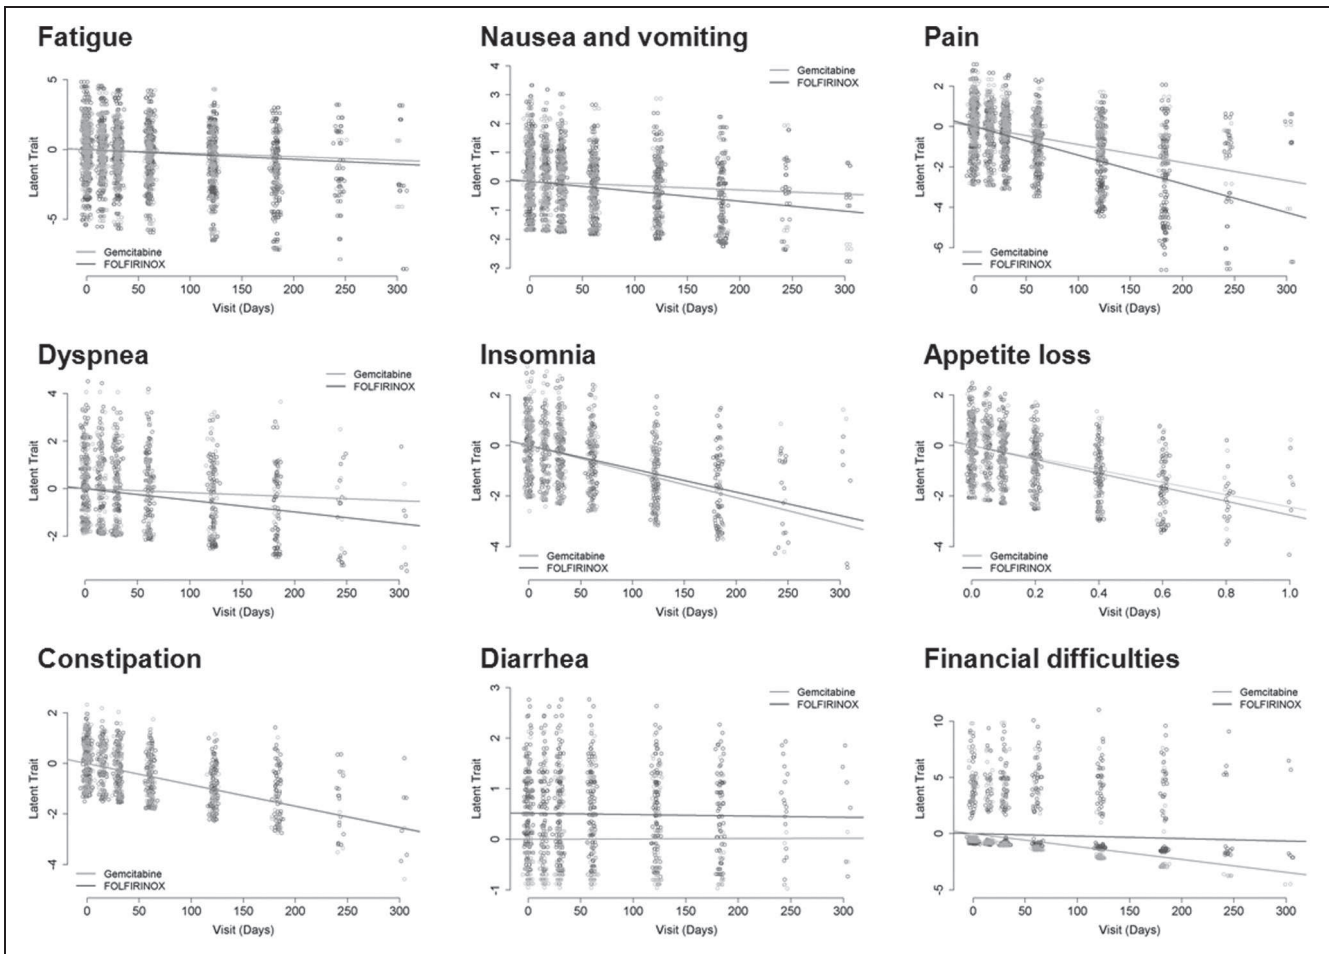 Fatigue
Latent Trait
5
0
-5
Gemcitabine
FOLFIRINOX
0 50 100 150 200 250 300
Visit (Days)
Nausea and vomiting
Latent Trait
4
3
2
1
0
-1
-2
-3
Gemcitabine
FOLFIRINOX
0 50 100 150 200 250 300
Visit (Days)
Pain
Latent Trait
2
0
-2
-4
-6
Gemcitabine
FOLFIRINOX
0 50 100 150 200 250 300
Visit (Days)
Dyspnea
Latent Trait
4
2
0
-2
Gemcitabine
FOLFIRINOX
0 50 100 150 200 250 300
Visit (Days)
Insomnia
Latent Trait
2
0
-2
-4
Gemcitabine
FOLFIRINOX
0 50 100 150 200 250 300
Visit (Days)
Appetite loss
Latent Trait
2
0
-2
-4
Gemcitabine
FOLFIRINOX
0.0 0.2 0.4 0.6 0.8 1.0
Visit (Days)
Constipation
Latent Trait
2
0
-2
-4
Gemcitabine
FOLFIRINOX
0 50 100 150 200 250 300
Visit (Days)
Diarrhea
Latent Trait
3
2
1
0
-1
Gemcitabine
FOLFIRINOX
0 50 100 150 200 250 300
Visit (Days)
Financial difficulties
Latent Trait
10
5
0
-5
Gemcitabine
FOLFIRINOX
0 50 100 150 200 250 300
Visit (Days)